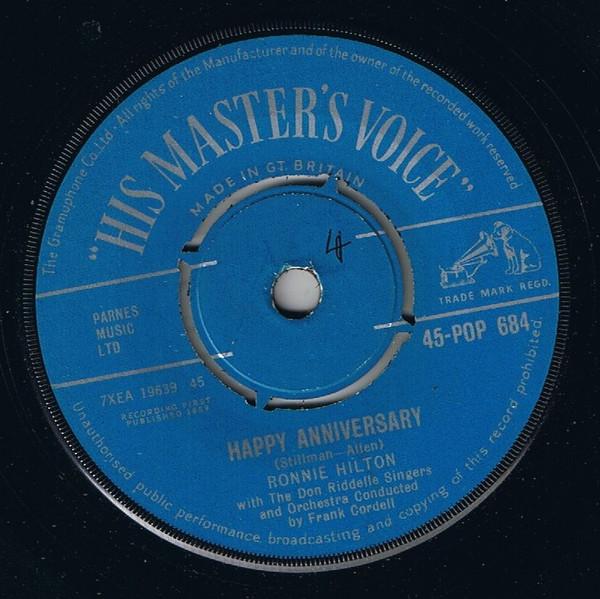 The Gramophone Co. Ltd. · All rights of the Manufacturer and of the owner of the recorded work reserved
"HIS MASTER'S VOICE"
MADE IN GT BRITAIN
TRADE MARK REGD.
PARNES
MUSIC
LTD
45-POP 684
7XEA 19639 45
RECORDING FIRST
PUBLISHED 1959
HAPPY ANNIVERSARY
(Stillman—Allen)
RONNIE HILTON
with The Don Riddelle Singers
and Orchestra Conducted
by Frank Cordell
Unauthorised public performance, broadcasting and copying of this record prohibited.